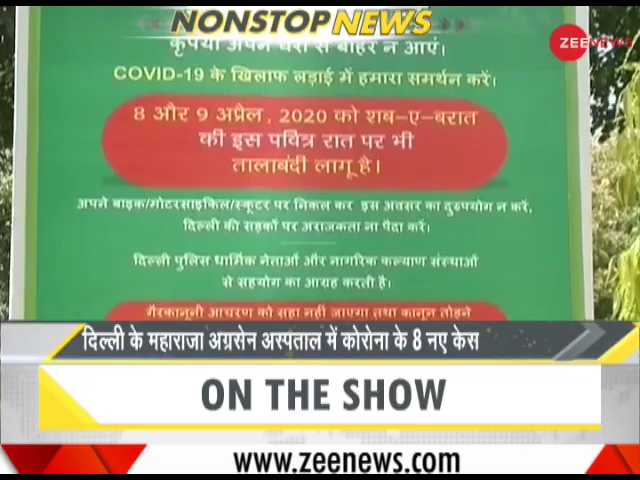 NONSTOP NEWS
ZEE NEWS
कृपया अपने घरों से बाहर न आएं।
COVID-19 के खिलाफ लड़ाई में हमारा समर्थन करें।
8 और 9 अप्रैल, 2020 को शब-ए-बरात
की इस पवित्र रात पर भी
तालाबंदी लागू है।
अपने बाइक/मोटरसाइकिल/स्कूटर पर निकल कर इस अवसर का दुरुपयोग न करें,
दिल्ली की सड़कों पर अराजकता ना पैदा करें।
दिल्ली पुलिस धार्मिक नेताओं और नागरिक कल्याण संस्थाओं
से सहयोग का आग्रह करती है।
गैरकानूनी आचरण को सहा नहीं जाएगा तथा कानून तोड़ने
दिल्ली के महाराजा अग्रसेन अस्पताल में कोरोना के 8 नए केस
ON THE SHOW
www.zeenews.com